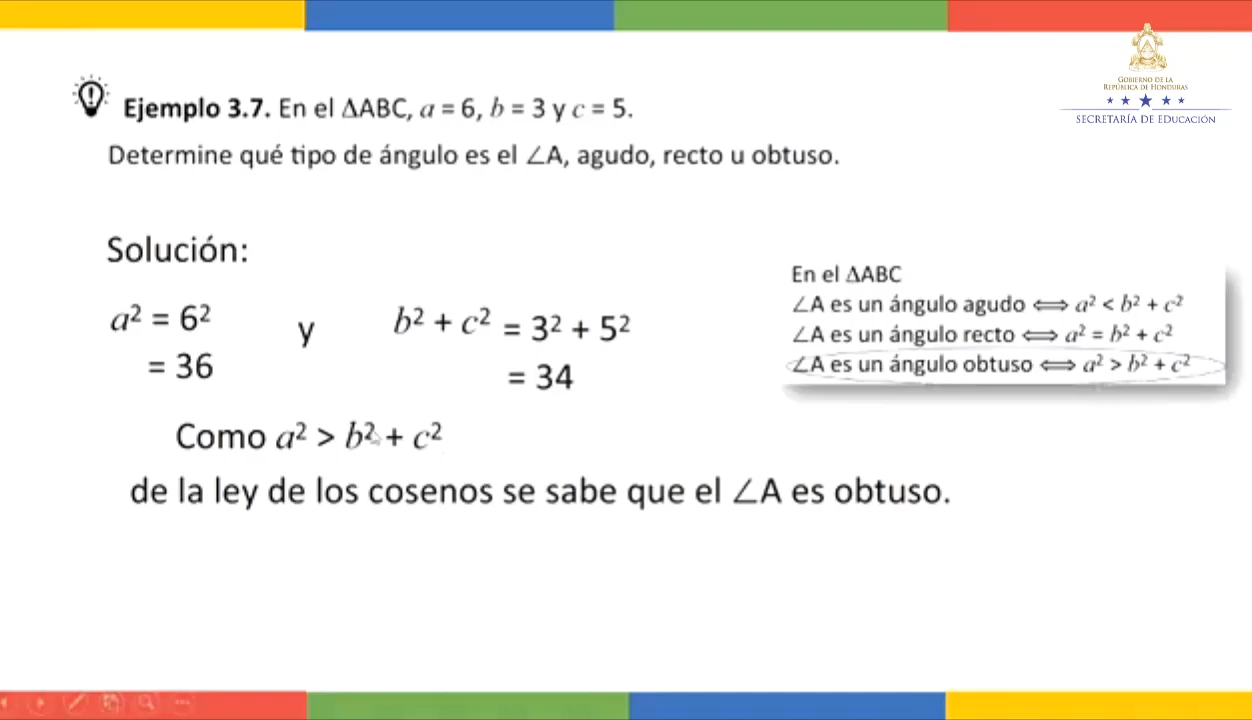 GOBIERNO DE LA
REPÚBLICA DE HONDURAS
SECRETARÍA DE EDUCACIÓN
Ejemplo 3.7. En el ΔABC, a = 6, b = 3 y c = 5.
Determine qué tipo de ángulo es el ∠A, agudo, recto u obtuso.
Solución:
a² = 6² y b² + c² = 3² + 5²
= 36
= 34
Como a² > b² + c²
de la ley de los cosenos se sabe que el ∠A es obtuso.
En el ΔABC
∠A es un ángulo agudo ⟺ a² < b² + c²
∠A es un ángulo recto ⟺ a² = b² + c²
∠A es un ángulo obtuso ⟺ a² > b² + c²